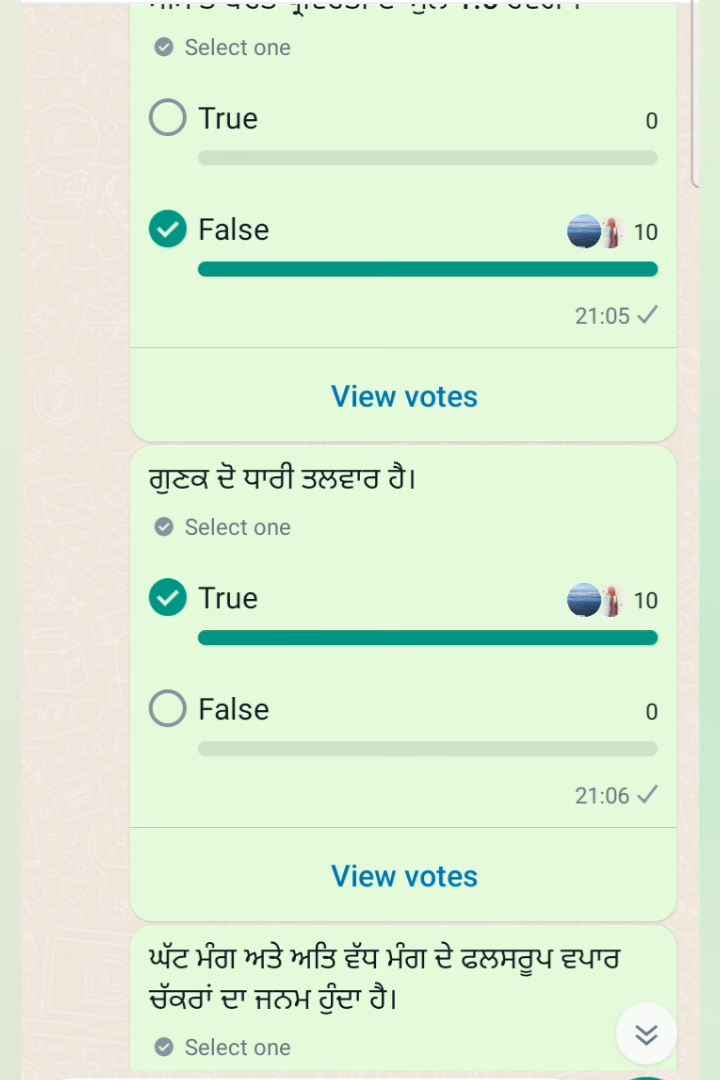 Select one
True 0
False 10
21:05
View votes
ਗੁਣਕ ਦੋ ਧਾਰੀ ਤਲਵਾਰ ਹੈ।
Select one
True 10
False 0
21:06
View votes
ਘੱਟ ਮੰਗ ਅਤੇ ਅਤਿ ਵੱਧ ਮੰਗ ਦੇ ਫਲਸਰੂਪ ਵਪਾਰ
ਚੱਕਰਾਂ ਦਾ ਜਨਮ ਹੁੰਦਾ ਹੈ।
Select one